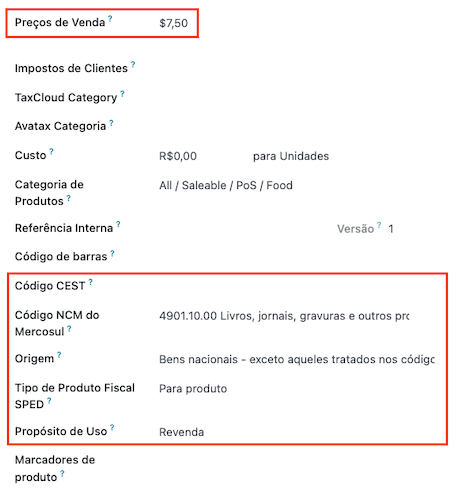 Preços de Venda ? $7,50
Impostos de Clientes ?
TaxCloud Category ?
Avatax Categoria ?
Custo ? R$0,00 para Unidades
Categoria de Produtos ? All / Saleable / PoS / Food
Referência Interna ? Versão ? 1
Código de barras ?
Código CEST ?
Código NCM do Mercosul ? 4901.10.00 Livros, jornais, gravuras e outros prc
Origem ? Bens nacionais - exceto aqueles tratados nos código
Tipo de Produto Fiscal SPED ? Para produto
Propósito de Uso ? Revenda
Marcadores de produto ?